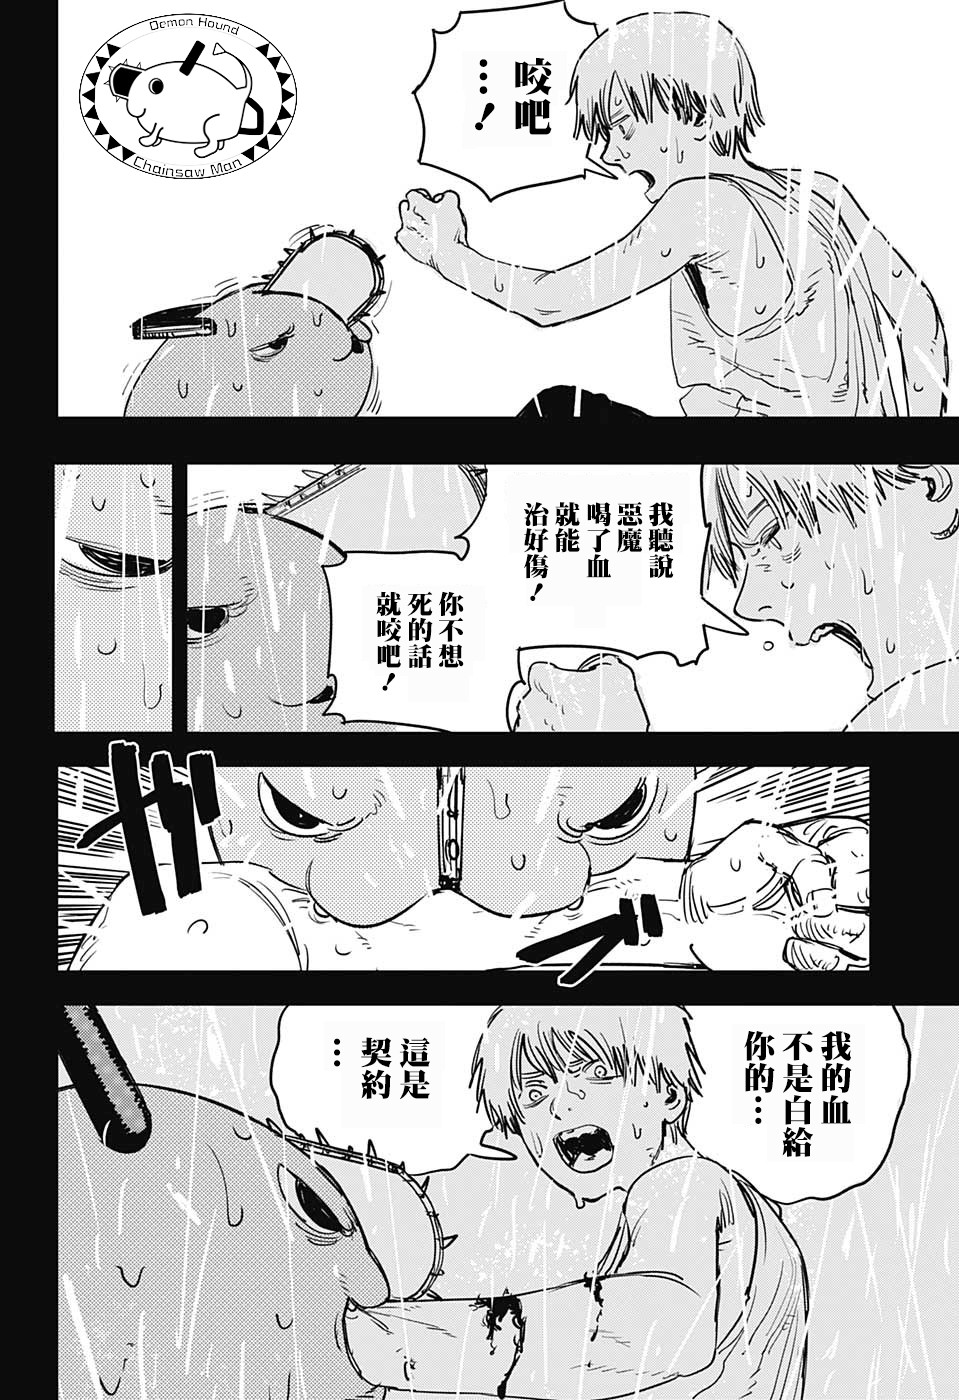 Demon Hound
Chainsaw Man
咬吧
…！
我聽說
惡魔
喝了血
就能
治好傷！
你不想
死的話
就咬吧！
我的血
不是白給
你的…
這是
契約
…